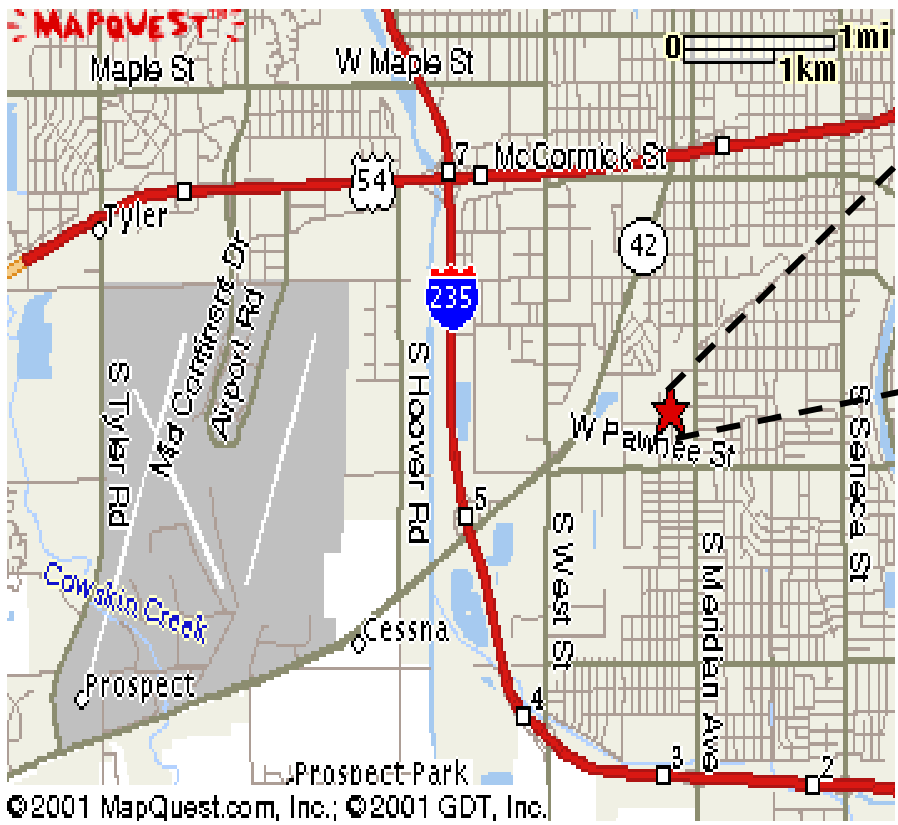 MAPQUEST™
0 1mi
1km
Maple St
W Maple St
7
McCormick St
54
Tyler
42
Mid Continent Dr
Airport Rd
235
S Tyler Rd
S Hoover Rd
W Pawnee St
S Seneca St
5
S West St
S Meridian Ave
Cowskin Creek
Cessna
Prospect
4
3
2
Prospect Park
©2001 MapQuest.com, Inc.; ©2001 GDT, Inc.